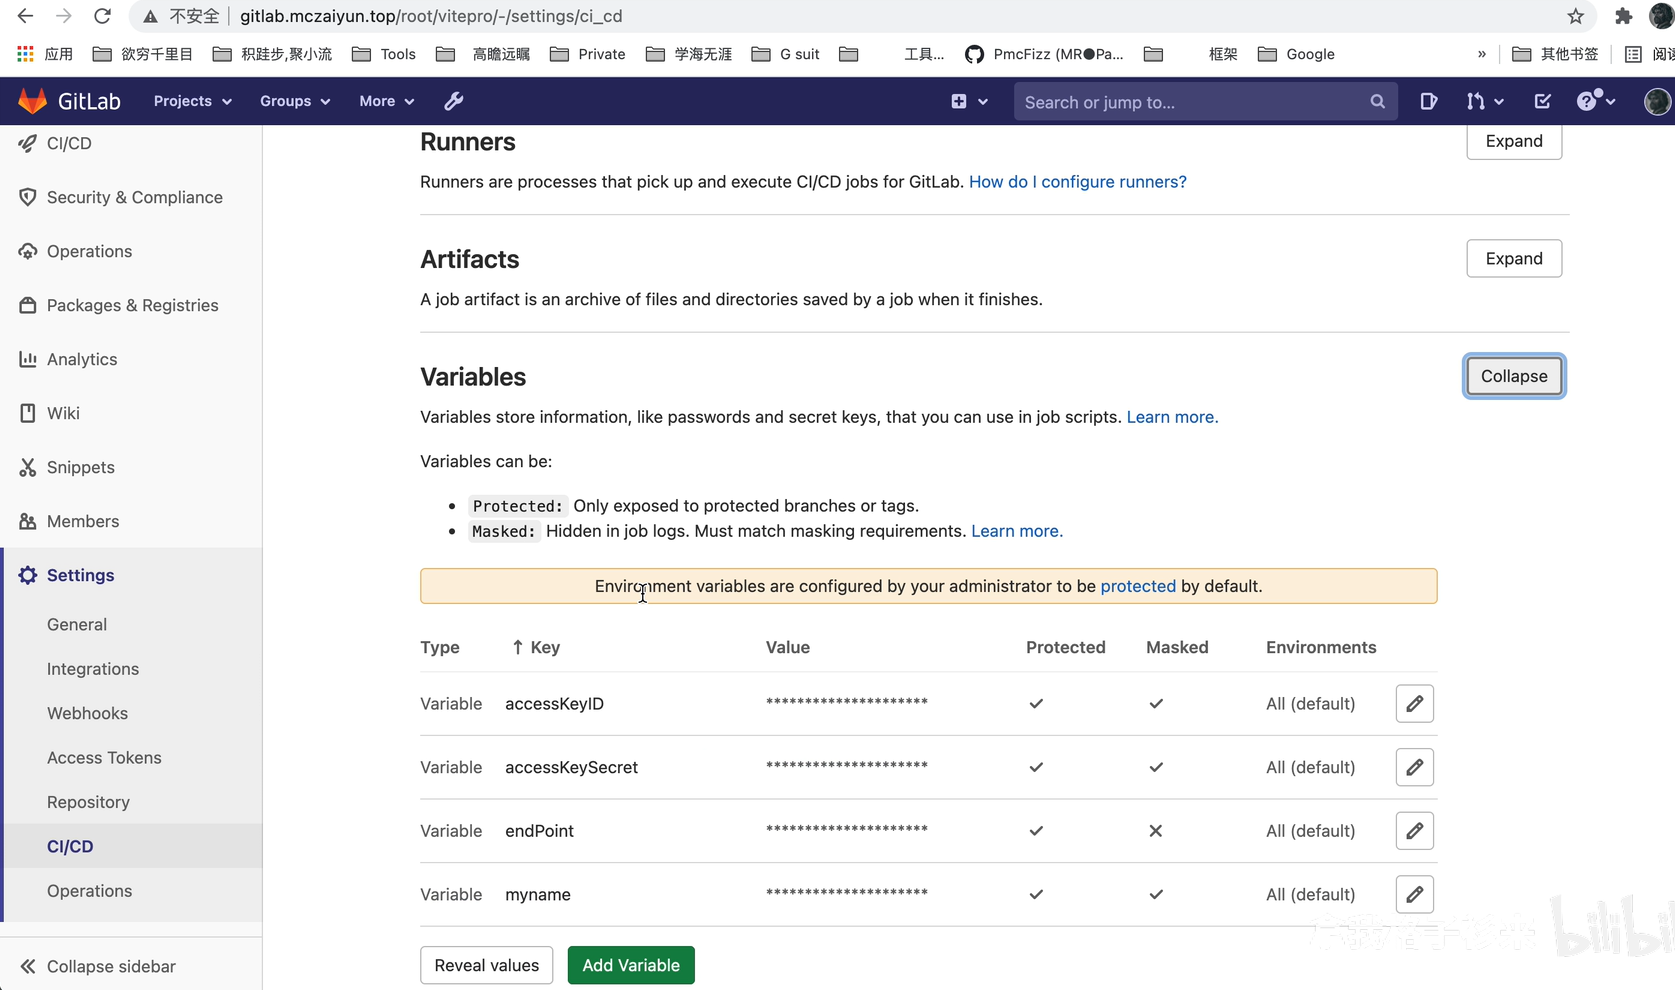 不安全 gitlab.mczaiyun.top/root/vitepro/-/settings/ci_cd
应用 欲穷千里目 积跬步,聚小流 Tools 高瞻远瞩 Private 学海无涯 G suit 工具... PmcFizz (MR●Pa... 框架 Google » 其他书签
GitLab Projects Groups More Search or jump to...
CI/CD
Security & Compliance
Operations
Packages & Registries
Analytics
Wiki
Snippets
Members
Settings
General
Integrations
Webhooks
Access Tokens
Repository
CI/CD
Operations
Collapse sidebar
Runners Expand
Runners are processes that pick up and execute CI/CD jobs for GitLab. How do I configure runners?
Artifacts Expand
A job artifact is an archive of files and directories saved by a job when it finishes.
Variables Collapse
Variables store information, like passwords and secret keys, that you can use in job scripts. Learn more.
Variables can be:
• Protected: Only exposed to protected branches or tags.
• Masked: Hidden in job logs. Must match masking requirements. Learn more.
Environment variables are configured by your administrator to be protected by default.
Type ↑ Key Value Protected Masked Environments
Variable accessKeyID ********************* ✓ ✓ All (default)
Variable accessKeySecret ********************* ✓ ✓ All (default)
Variable endPoint ********************* ✓ ✕ All (default)
Variable myname ********************* ✓ ✓ All (default)
Reveal values Add Variable